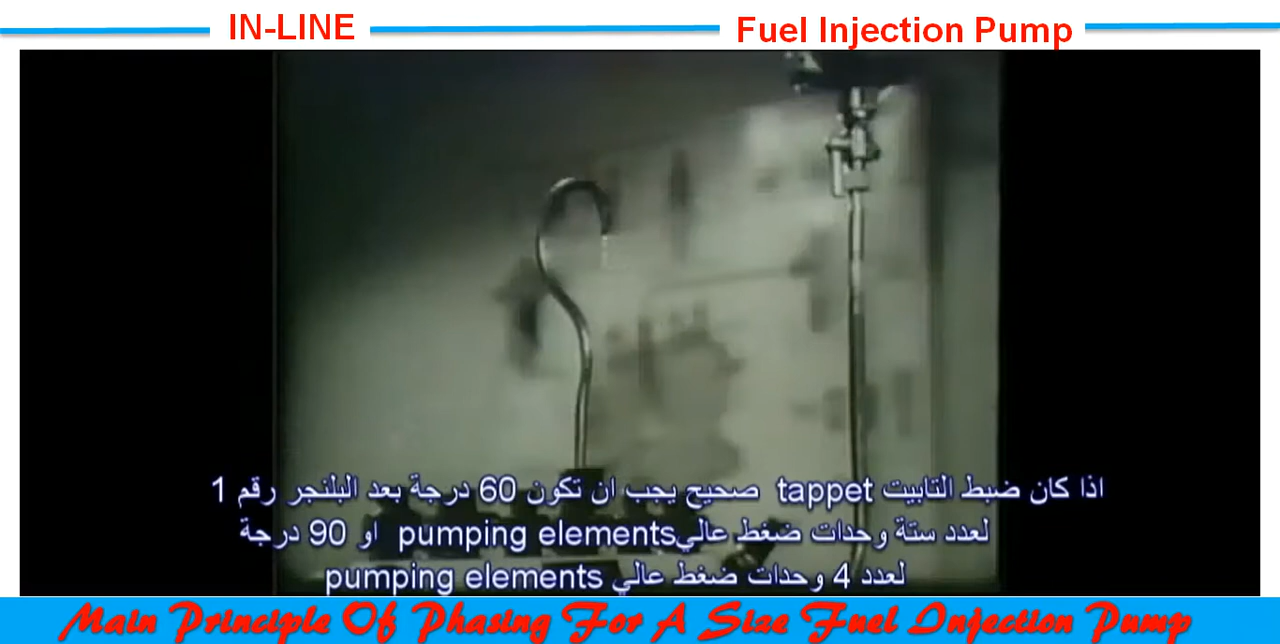 IN-LINE Fuel Injection Pump
اذا كان ضبط التابيت tappet صحيح يجب ان تكون 60 درجة بعد البلنجر رقم 1
لعدد ستة وحدات ضغط عالي pumping elements او 90 درجة
لعدد 4 وحدات ضغط عالي pumping elements
Main Principle Of Phasing For A Size Fuel Injection Pump